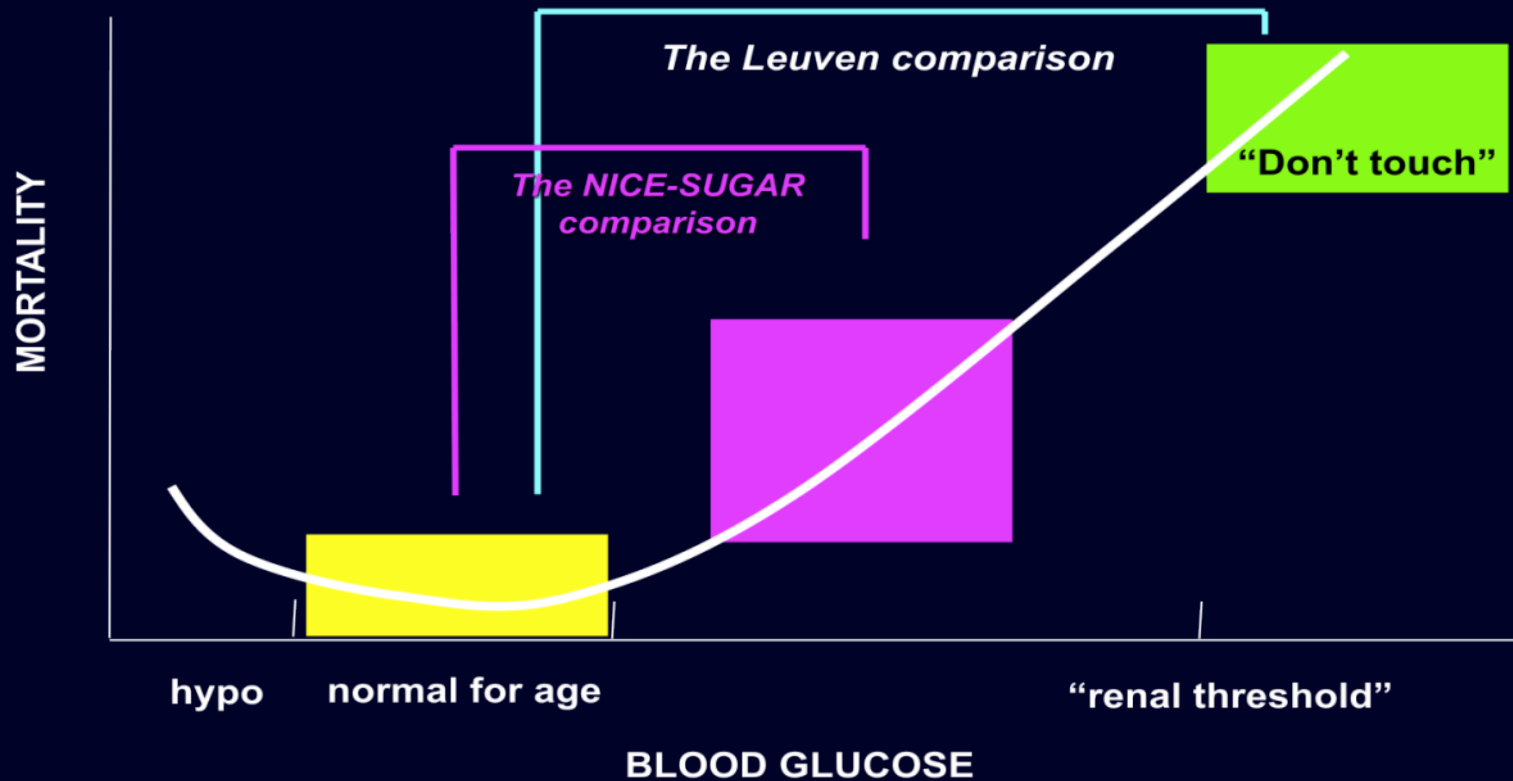 The Leuven comparison
“Don’t touch”
The NICE-SUGAR
comparison
MORTALITY
hypo
normal for age
“renal threshold”
BLOOD GLUCOSE